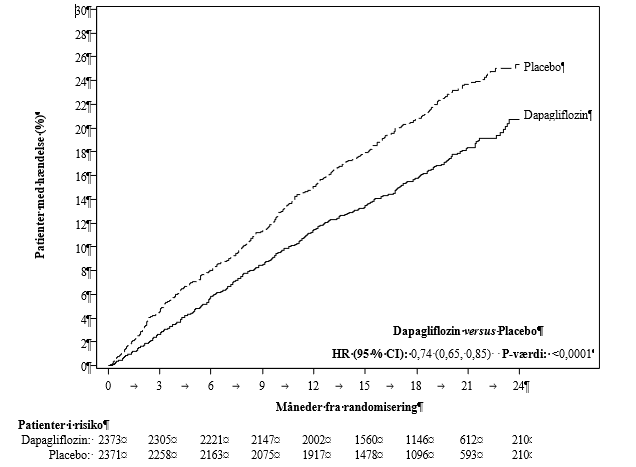 30¶
28¶
26¶
24¶
22¶
20¶
18¶
16¶
14¶
12¶
10¶
8¶
6¶
4¶
2¶
0¶
Patienter·med·hændelse·(%)¶
Placebo¶
Dapagliflozin¶
Dapagliflozin·versus·Placebo¶
HR·(95·%·CI):·0,74·(0,65,·0,85)··P-værdi:·<0,0001¶
0 → 3 → 6 → 9 → 12 → 15 → 18 → 21 → 24¶
Måneder·fra·randomisering¶
Patienter·i·risiko¶
Dapagliflozin:· 2373¤ 2305¤ 2221¤ 2147¤ 2002¤ 1560¤ 1146¤ 612¤ 210¤
Placebo:· 2371¤ 2258¤ 2163¤ 2075¤ 1917¤ 1478¤ 1096¤ 593¤ 210¤